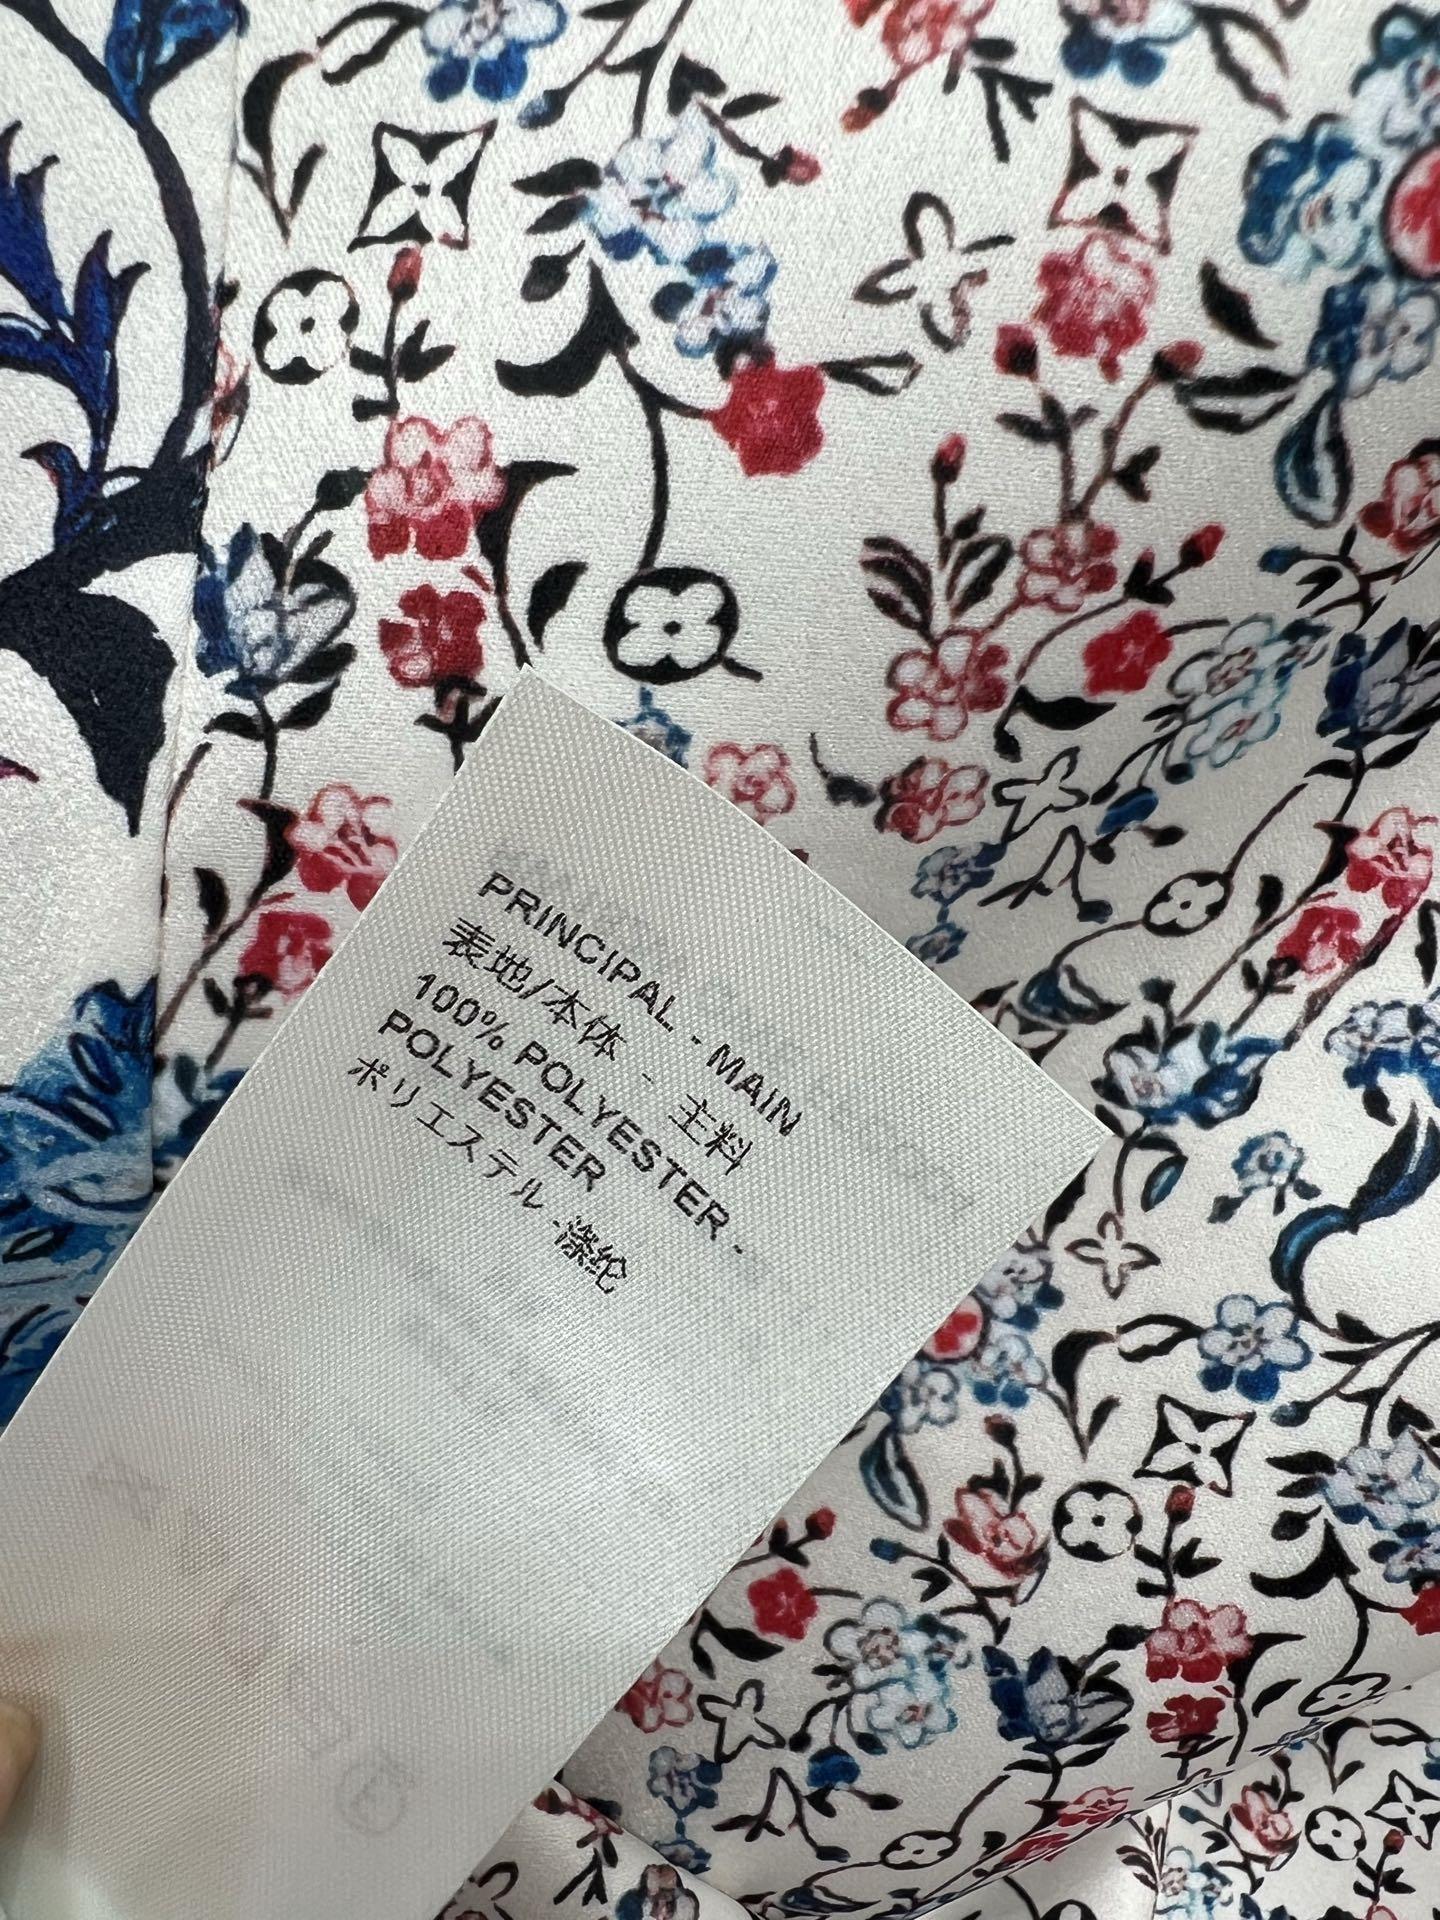 PRINCIPAL - MAIN
表地/本体 - 主料
100% POLYESTER -
POLYESTER
ポリエステル -涤纶